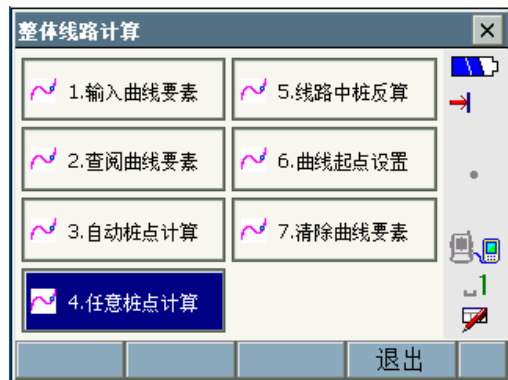 整体线路计算
1.输入曲线要素
5.线路中桩反算
2.查阅曲线要素
6.曲线起点设置
3.自动桩点计算
7.清除曲线要素
4.任意桩点计算
1
退出